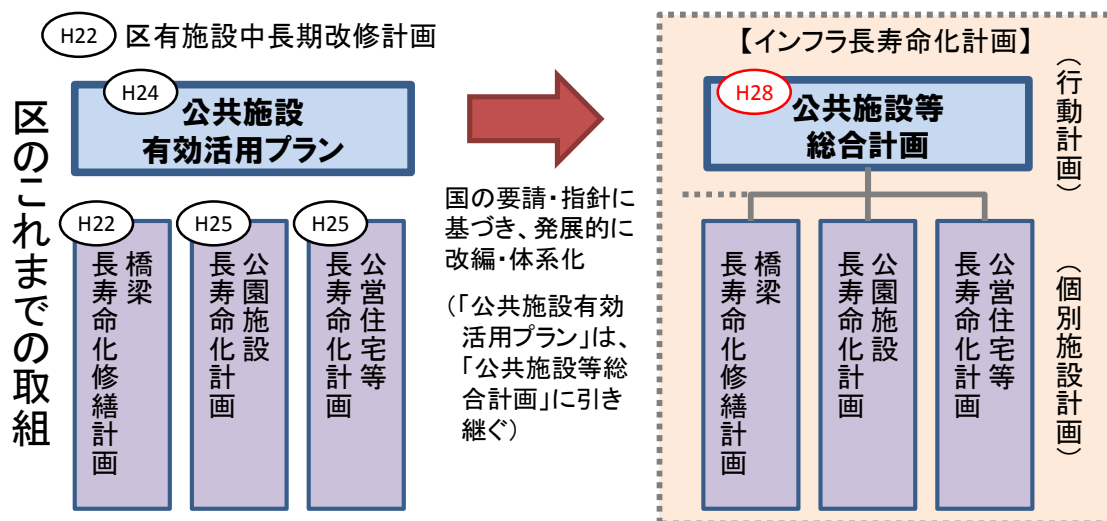 区のこれまでの取組
H22 区有施設中長期改修計画
H24
公共施設
有効活用プラン
H22
橋梁
長寿命化修繕計画
H25
公園施設
長寿命化計画
H25
公営住宅等
長寿命化計画
国の要請・指針に
基づき、発展的に
改編・体系化
(「公共施設有効
活用プラン」は、
「公共施設等総
合計画」に引き
継ぐ)
【インフラ長寿命化計画】
H28
公共施設等
総合計画
(行動計画)
橋梁
長寿命化修繕計画
公園施設
長寿命化計画
公営住宅等
長寿命化計画
(個別施設計画)